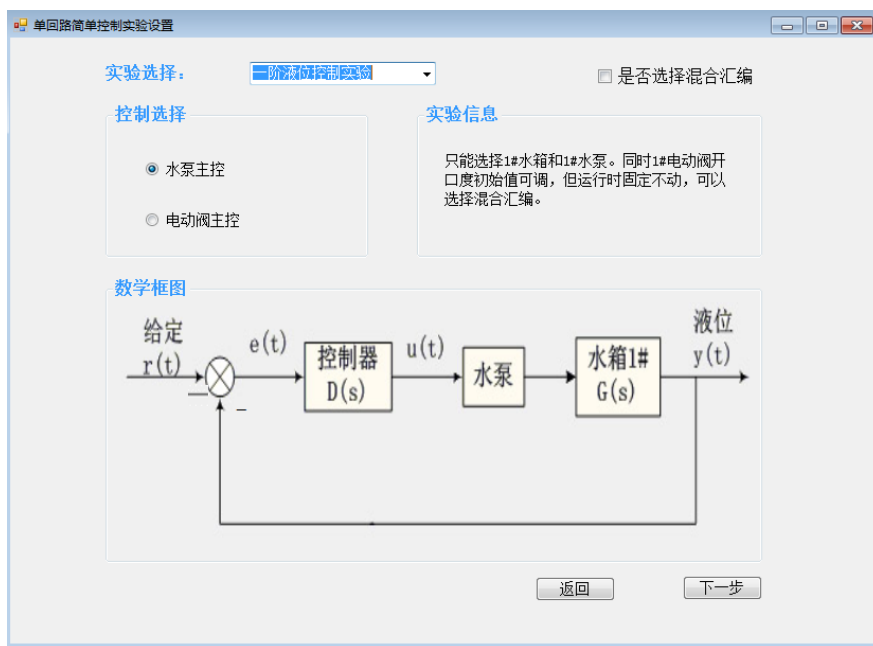 单回路简单控制实验设置
实验选择：
一阶液位控制实验
是否选择混合汇编
控制选择
水泵主控
电动阀主控
实验信息
只能选择1#水箱和1#水泵。同时1#电动阀开
口度初始值可调，但运行时固定不动，可以
选择混合汇编。
数学框图
给定
r(t)
e(t)
控制器
D(s)
u(t)
水泵
水箱1#
G(s)
液位
y(t)
返回
下一步